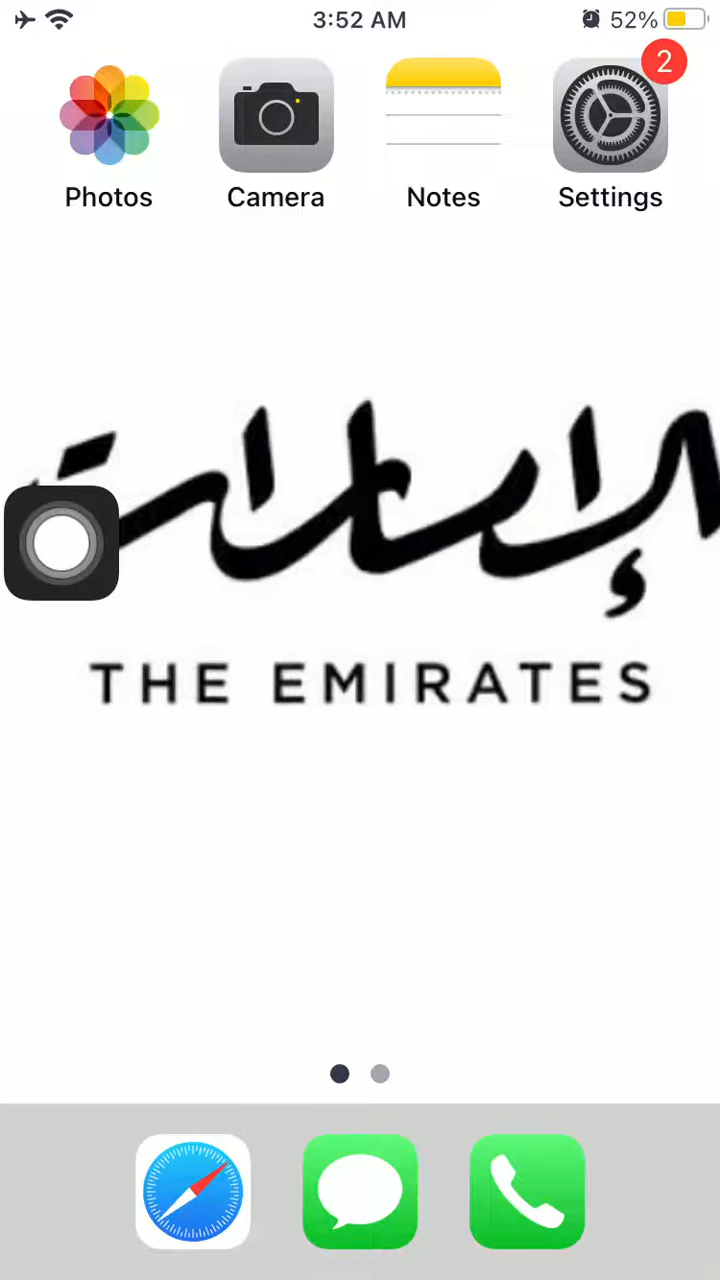 3:52 AM
52%
2
Photos
Camera
Notes
Settings
الإمارات
THE EMIRATES